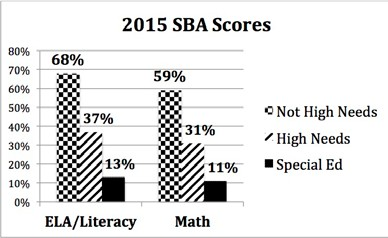 2015 SBA Scores
80%
70%
60%
50%
40%
30%
20%
10%
0%
68%
37%
13%
59%
31%
11%
ELA/Literacy
Math
Not High Needs
High Needs
Special Ed